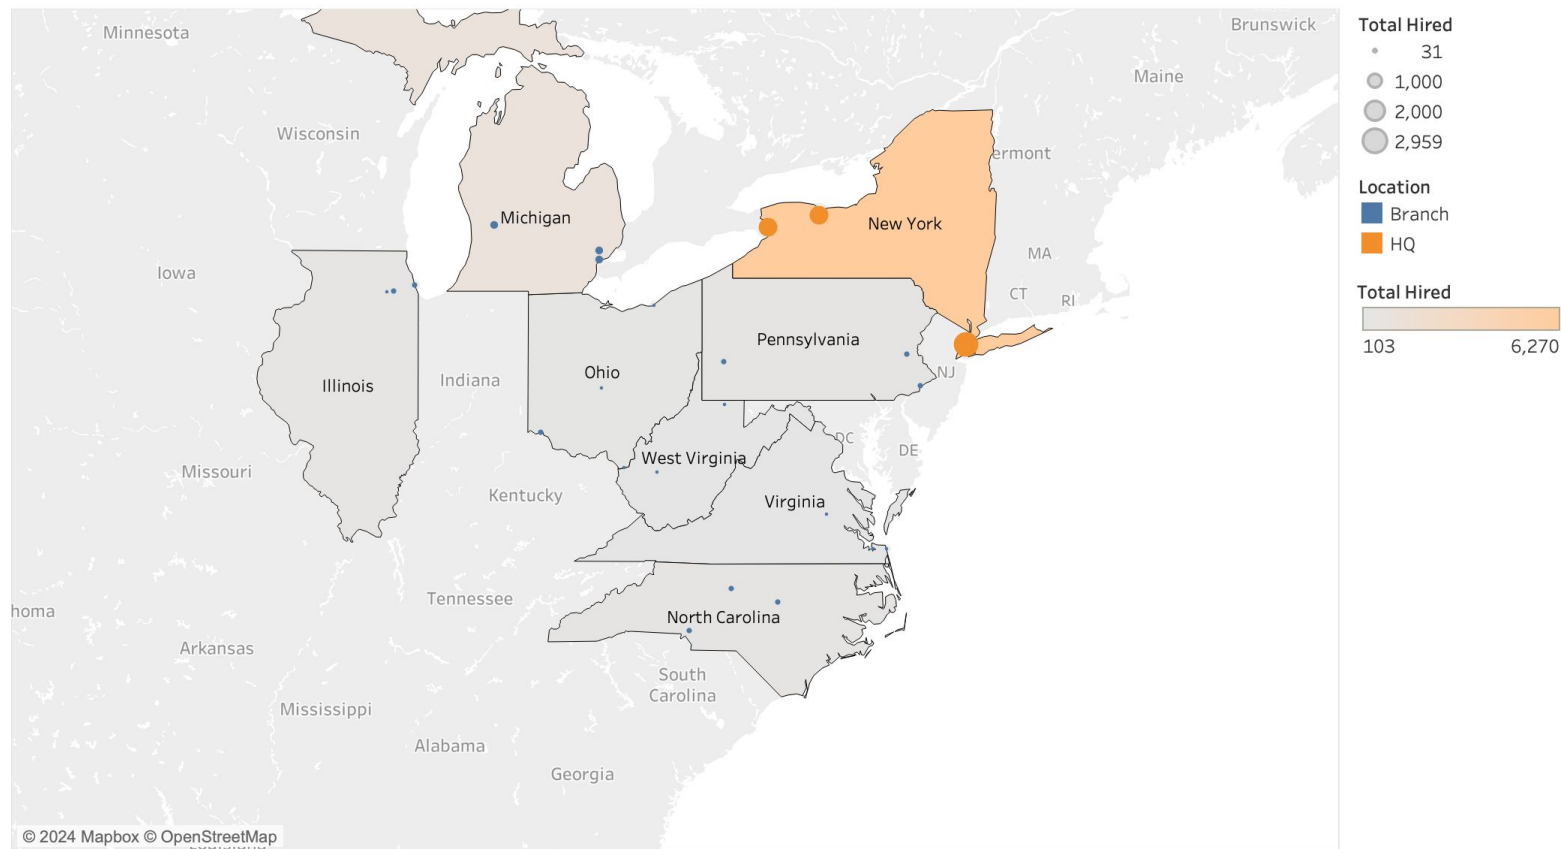 Minnesota
Brunswick
Maine
Wisconsin
ermont
Michigan
New York
MA
Iowa
CT
RI
Pennsylvania
NJ
Ohio
Indiana
Illinois
DC
DE
West Virginia
Missouri
Kentucky
Virginia
Tennessee
homa
North Carolina
Arkansas
South
Carolina
Mississippi
Alabama
Georgia
© 2024 Mapbox © OpenStreetMap
Total Hired
31
1,000
2,000
2,959
Location
Branch
HQ
Total Hired
103 6,270